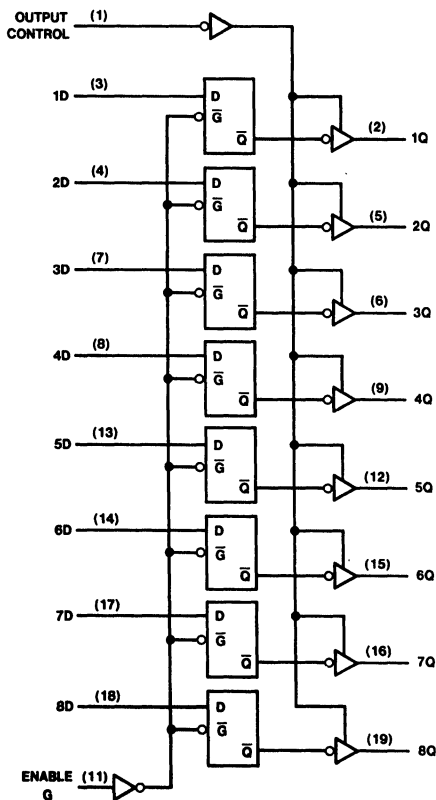 OUTPUT (1)
CONTROL
1D (3) D
G̅
Q̅ (2) 1Q
2D (4) D
G̅
Q̅ (5) 2Q
3D (7) D
G̅
Q̅ (6) 3Q
4D (8) D
G̅
Q̅ (9) 4Q
5D (13) D
G̅
Q̅ (12) 5Q
6D (14) D
G̅
Q̅ (15) 6Q
7D (17) D
G̅
Q̅ (16) 7Q
8D (18) D
G̅
Q̅ (19) 8Q
ENABLE (11)
G